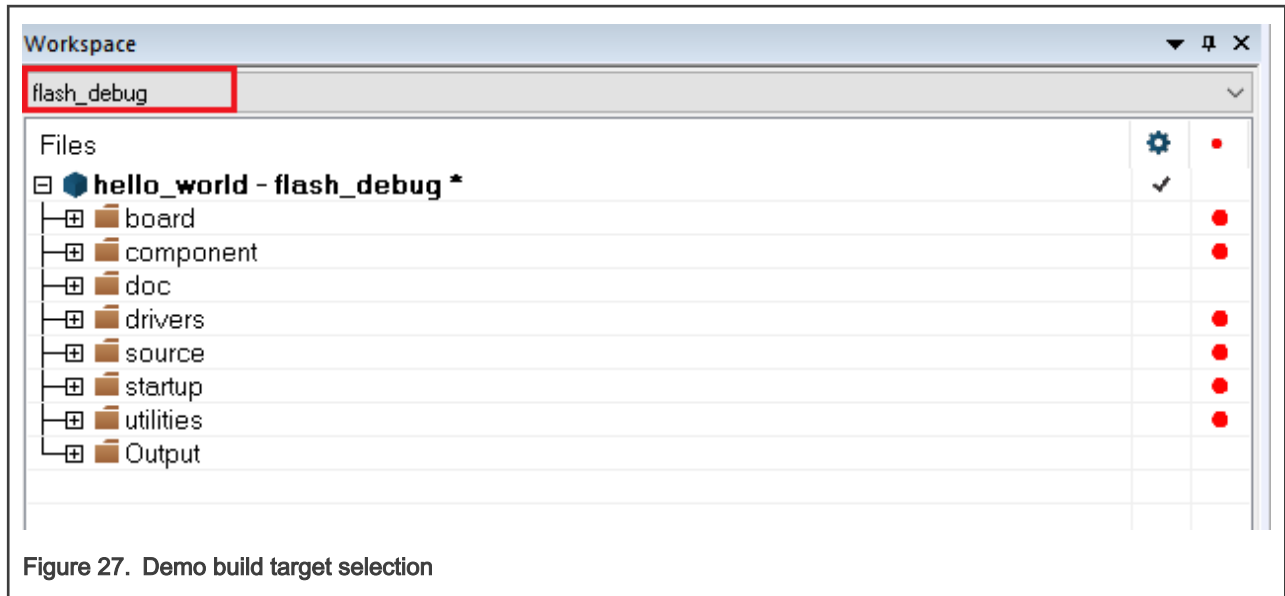 Workspace
flash_debug
Files
hello_world - flash_debug *
board
component
doc
drivers
source
startup
utilities
Output
Figure 27. Demo build target selection